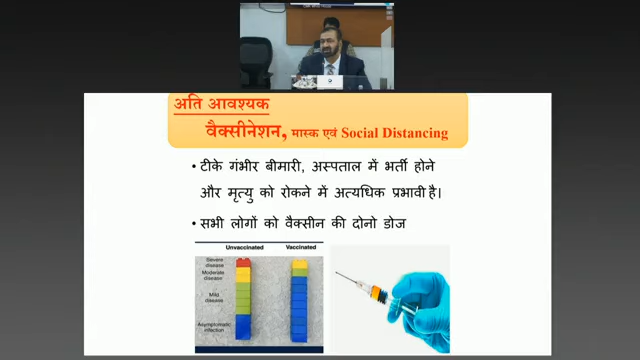 अति आवश्यक
वैक्सीनेशन, मास्क एवं Social Distancing
• टीके गंभीर बीमारी, अस्पताल में भर्ती होने
और मृत्यु को रोकने में अत्यधिक प्रभावी है।
• सभी लोगों को वैक्सीन की दोनो डोज
Unvaccinated Vaccinated
Severe
disease
Moderate
disease
Mild
disease
Asymptomatic
infection